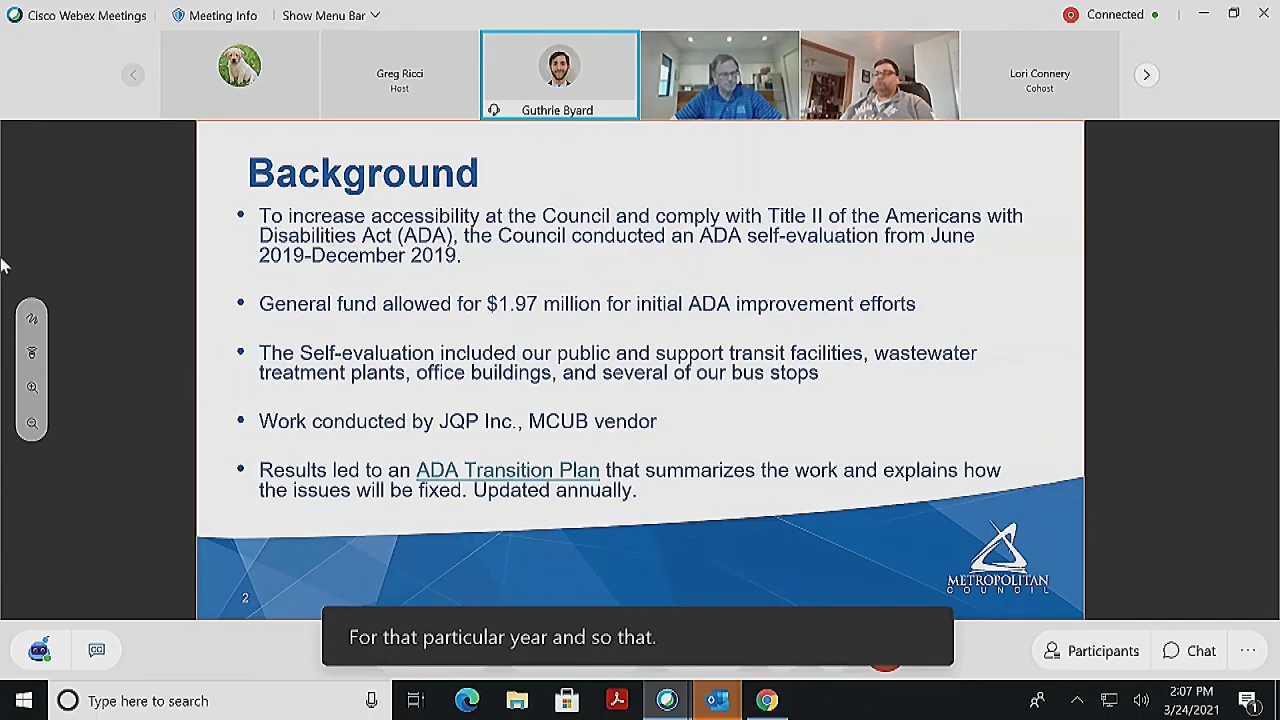 Cisco Webex Meetings
Meeting Info
Show Menu Bar
Connected
Greg Ricci
Host
Guthrie Byard
Lori Connery
Cohost
Background
• To increase accessibility at the Council and comply with Title II of the Americans with
Disabilities Act (ADA), the Council conducted an ADA self-evaluation from June
2019-December 2019.
• General fund allowed for $1.97 million for initial ADA improvement efforts
• The Self-evaluation included our public and support transit facilities, wastewater
treatment plants, office buildings, and several of our bus stops
• Work conducted by JQP Inc., MCUB vendor
• Results led to an ADA Transition Plan that summarizes the work and explains how
the issues will be fixed. Updated annually.
2
METROPOLITAN
COUNCIL
For that particular year and so that.
CC
Participants
Chat
Type here to search
2:07 PM
3/24/2021
1